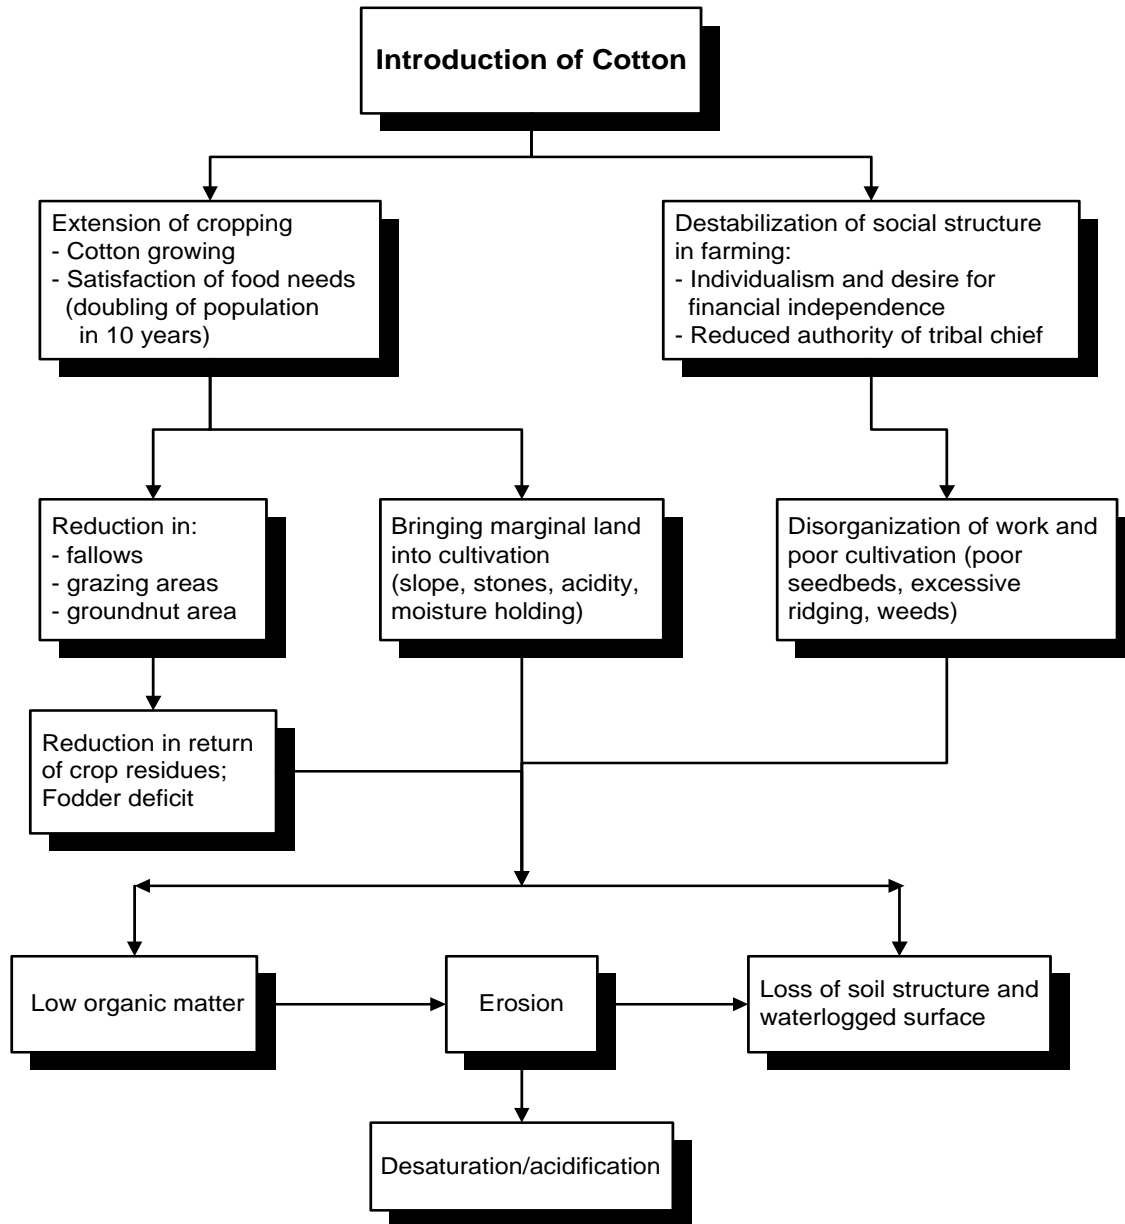 Introduction of Cotton
Extension of cropping
- Cotton growing
- Satisfaction of food needs
(doubling of population
in 10 years)
Destabilization of social structure
in farming:
- Individualism and desire for
financial independence
- Reduced authority of tribal chief
Reduction in:
- fallows
- grazing areas
- groundnut area
Bringing marginal land
into cultivation
(slope, stones, acidity,
moisture holding)
Disorganization of work and
poor cultivation (poor
seedbeds, excessive
ridging, weeds)
Reduction in return
of crop residues;
Fodder deficit
Low organic matter
Erosion
Loss of soil structure and
waterlogged surface
Desaturation/acidification